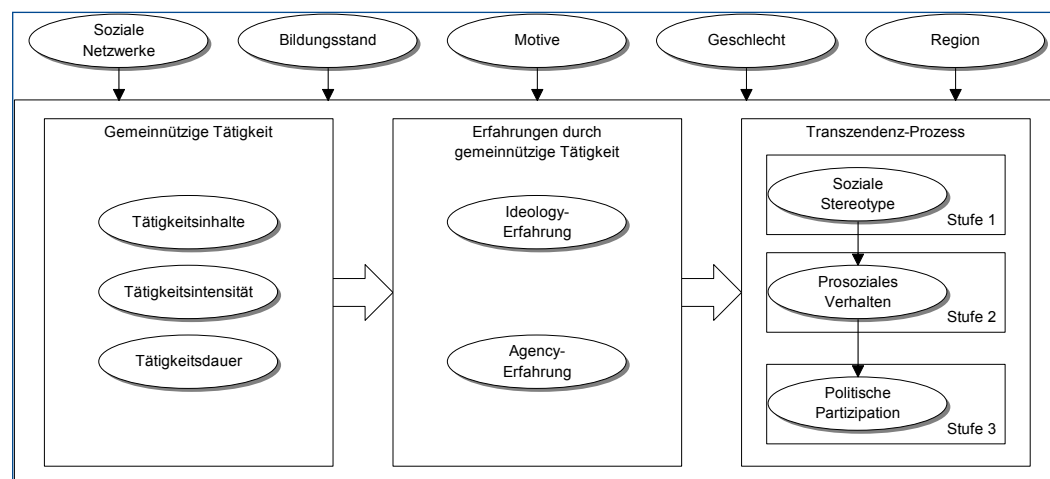 Soziale
Netzwerke
Bildungsstand
Motive
Geschlecht
Region
Gemeinnützige Tätigkeit
Tätigkeitsinhalte
Tätigkeitsintensität
Tätigkeitsdauer
Erfahrungen durch
gemeinnützige Tätigkeit
Ideology-
Erfahrung
Agency-
Erfahrung
Transzendenz-Prozess
Soziale
Stereotype
Stufe 1
Prosoziales
Verhalten
Stufe 2
Politische
Partizipation
Stufe 3